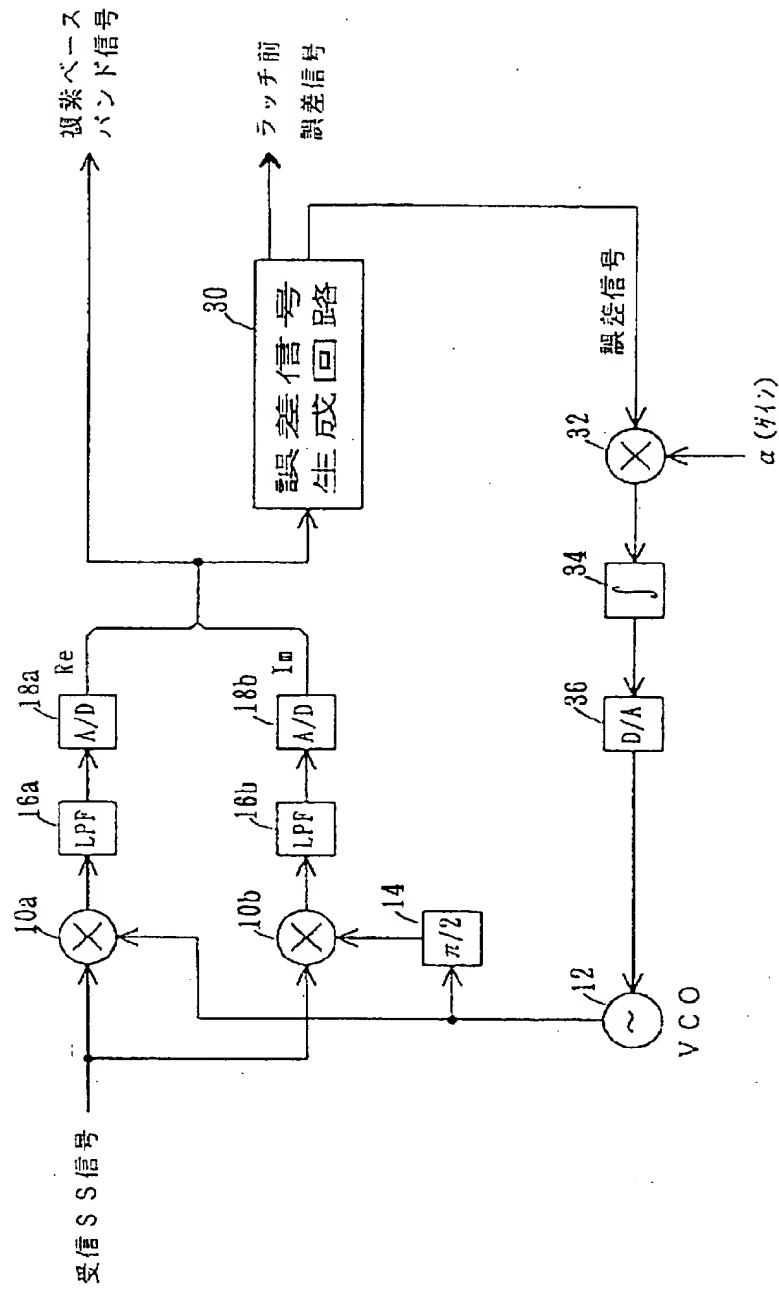 受信SS信号
10a
16a
LPF
18a
A/D
Re
複素ベース
バンド信号
10b
16b
LPF
18b
A/D
Im
14
π/2
30
誤差信号
生成回路
ラッチ前
誤差信号
12
~
VCO
36
D/A
34
∫
32
誤差信号
α (ゲイン)